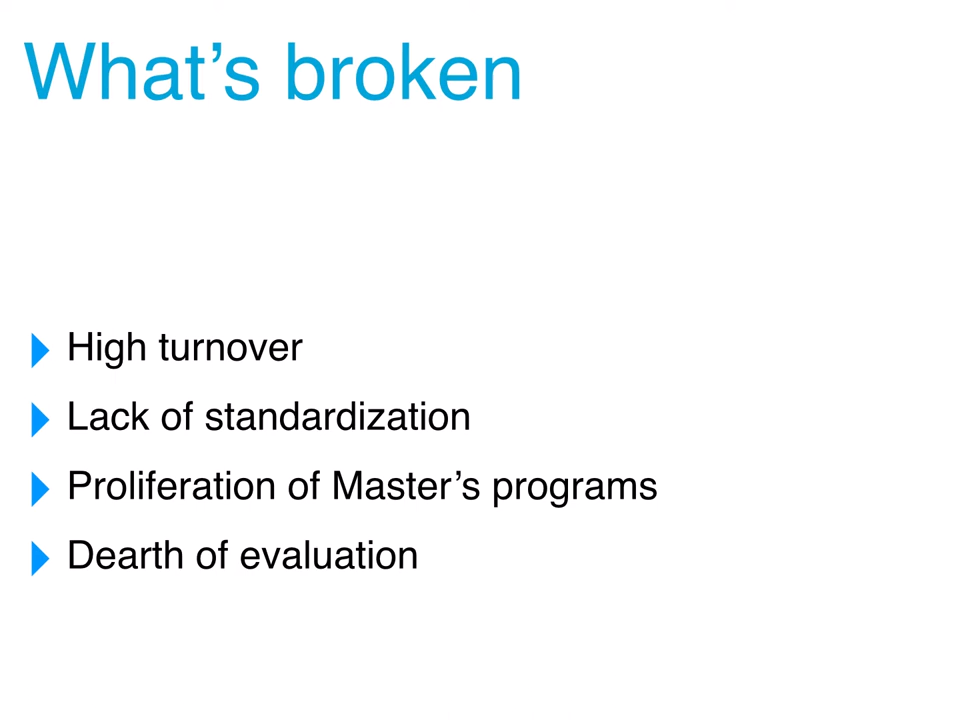 What’s broken
High turnover
Lack of standardization
Proliferation of Master’s programs
Dearth of evaluation